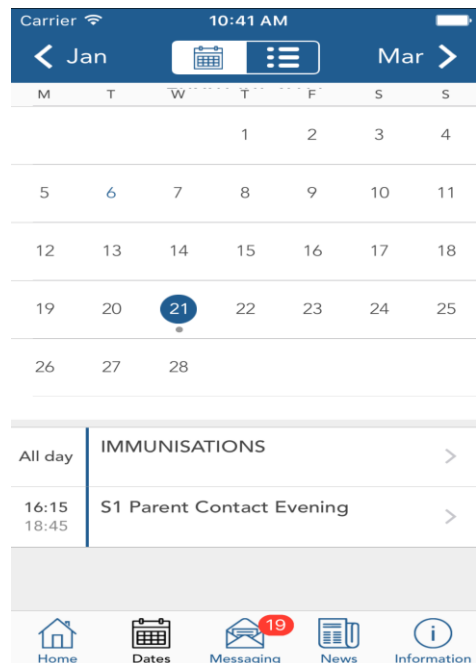 Carrier 10:41 AM
Jan Mar
M T W T F S S
1 2 3 4
5 6 7 8 9 10 11
12 13 14 15 16 17 18
19 20 21 22 23 24 25
26 27 28
All day IMMUNISATIONS
16:15 S1 Parent Contact Evening
18:45
19
Home Dates Messaging News Information